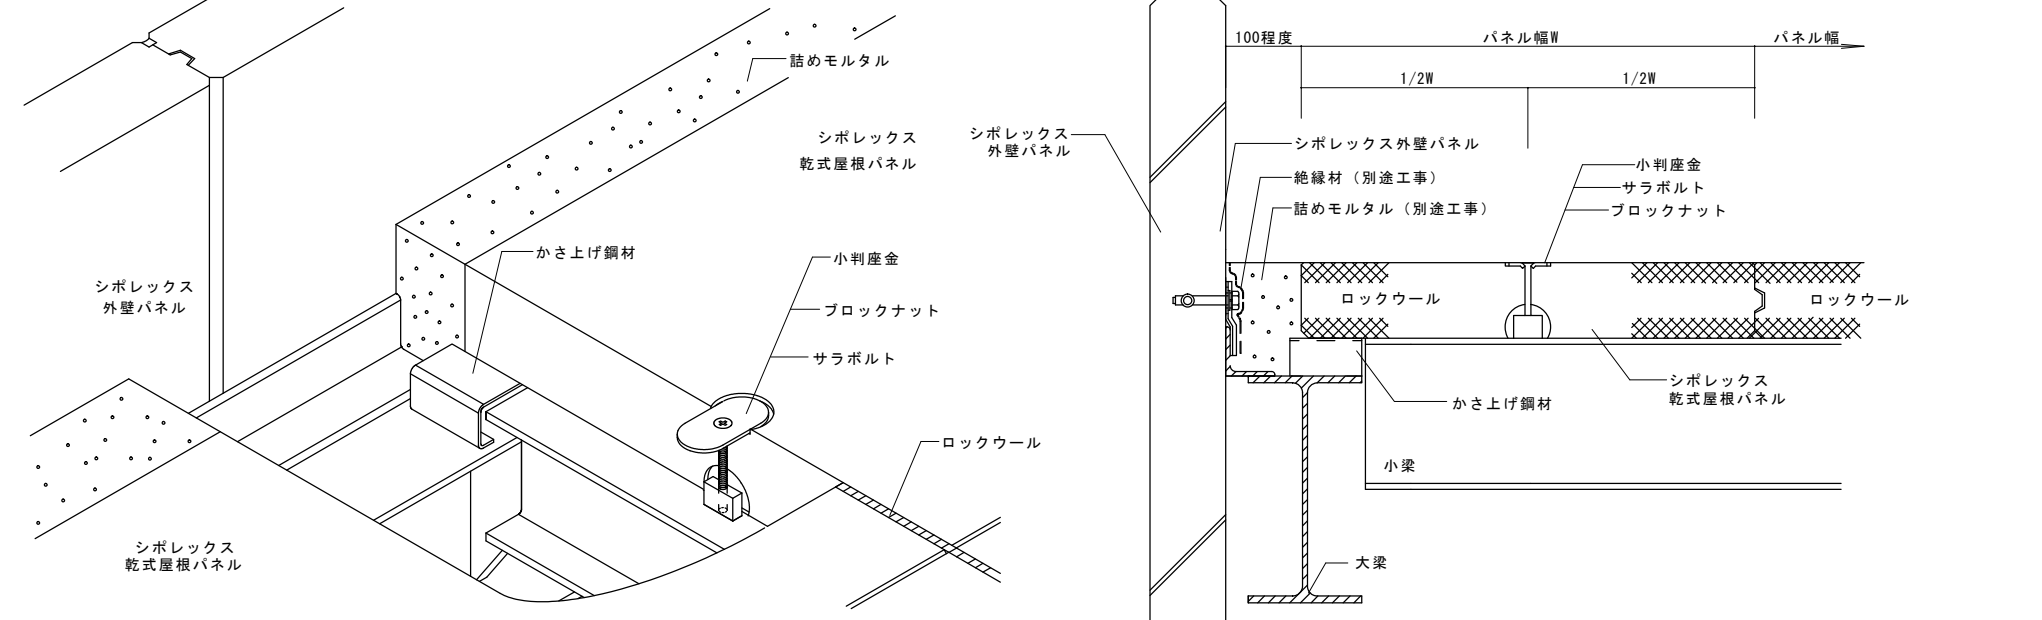 詰めモルタル
シポレックス
乾式屋根パネル
かさ上げ鋼材
小判座金
シポレックス
外壁パネル
ブロックナット
サラボルト
ロックウール
シポレックス
乾式屋根パネル
100程度
パネル幅W
パネル幅
1/2W
1/2W
シポレックス
外壁パネル
シポレックス外壁パネル
絶縁材（別途工事）
詰めモルタル（別途工事）
小判座金
サラボルト
ブロックナット
ロックウール
ロックウール
シポレックス
乾式屋根パネル
かさ上げ鋼材
小梁
大梁